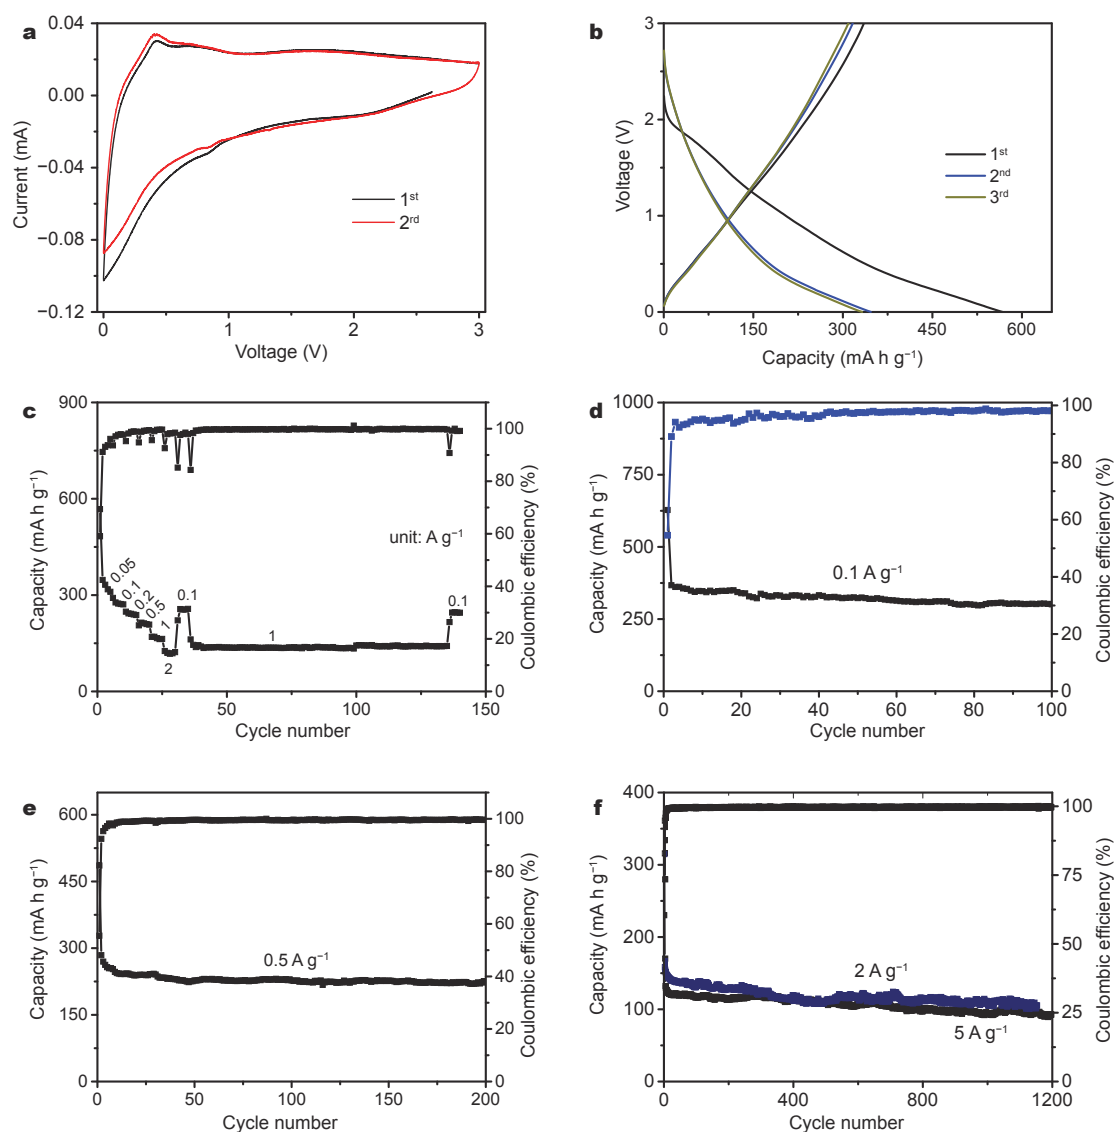 a
0.04
0.00
−0.04
−0.08
−0.12
Current (mA)
1st
2rd
0
1
2
3
Voltage (V)
b
3
2
1
0
Voltage (V)
1st
2nd
3rd
0
150
300
450
600
Capacity (mA h g⁻¹)
c
900
600
300
0
Capacity (mA h g⁻¹)
unit: A g⁻¹
0.05
0.1
0.2
0.5
1
2
0.1
1
0.1
100
80
60
40
20
0
Coulombic efficiency (%)
0
50
100
150
Cycle number
d
1000
750
500
250
0
Capacity (mA h g⁻¹)
0.1 A g⁻¹
100
80
60
40
20
0
Coulombic efficiency (%)
0
20
40
60
80
100
Cycle number
e
600
450
300
150
0
Capacity (mA h g⁻¹)
0.5 A g⁻¹
100
80
60
40
20
0
Coulombic efficiency (%)
0
50
100
150
200
Cycle number
f
400
300
200
100
0
Capacity (mA h g⁻¹)
2 A g⁻¹
5 A g⁻¹
100
75
50
25
0
Coulombic efficiency (%)
0
400
800
1200
Cycle number